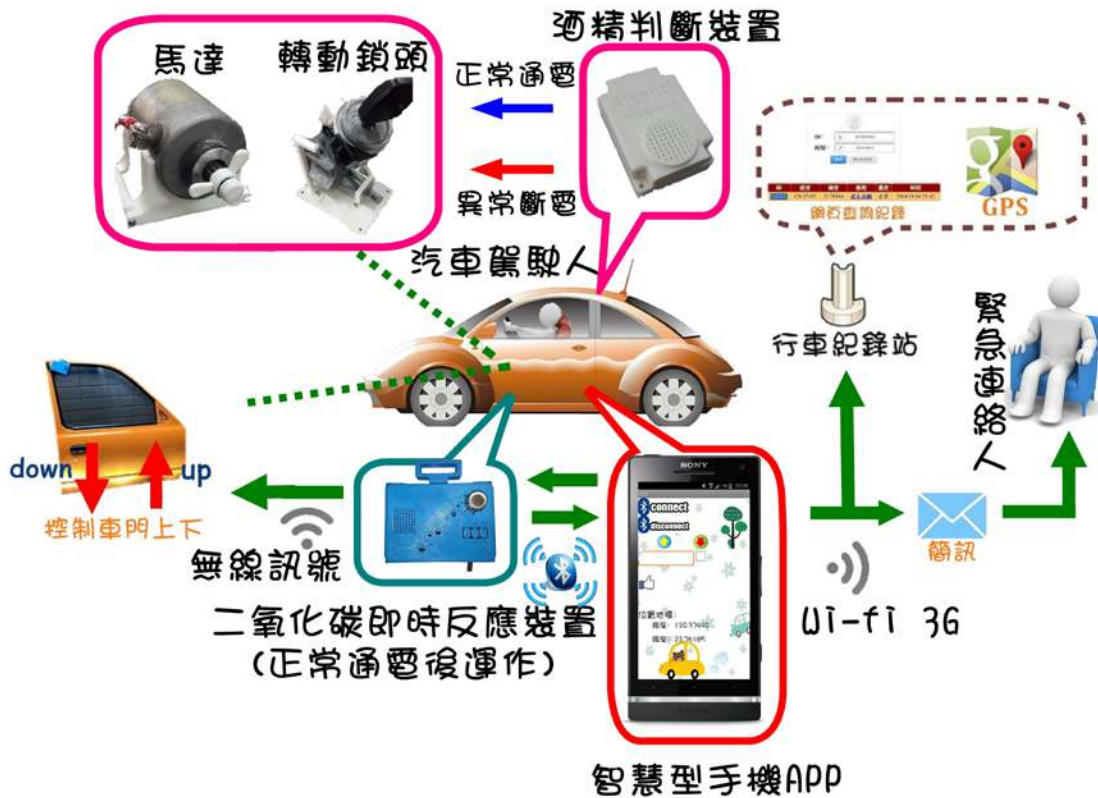 酒精判斷裝置
馬達
轉動鎖頭
正常通電
異常斷電
網頁查詢紀錄
GPS
汽車駕駛人
行車紀錄站
緊急連絡人
down
up
控制車門上下
無線訊號
二氧化碳即時反應裝置
(正常通電後運作)
SONY
connect
disconnect
簡訊
Wi-fi 3G
智慧型手機APP